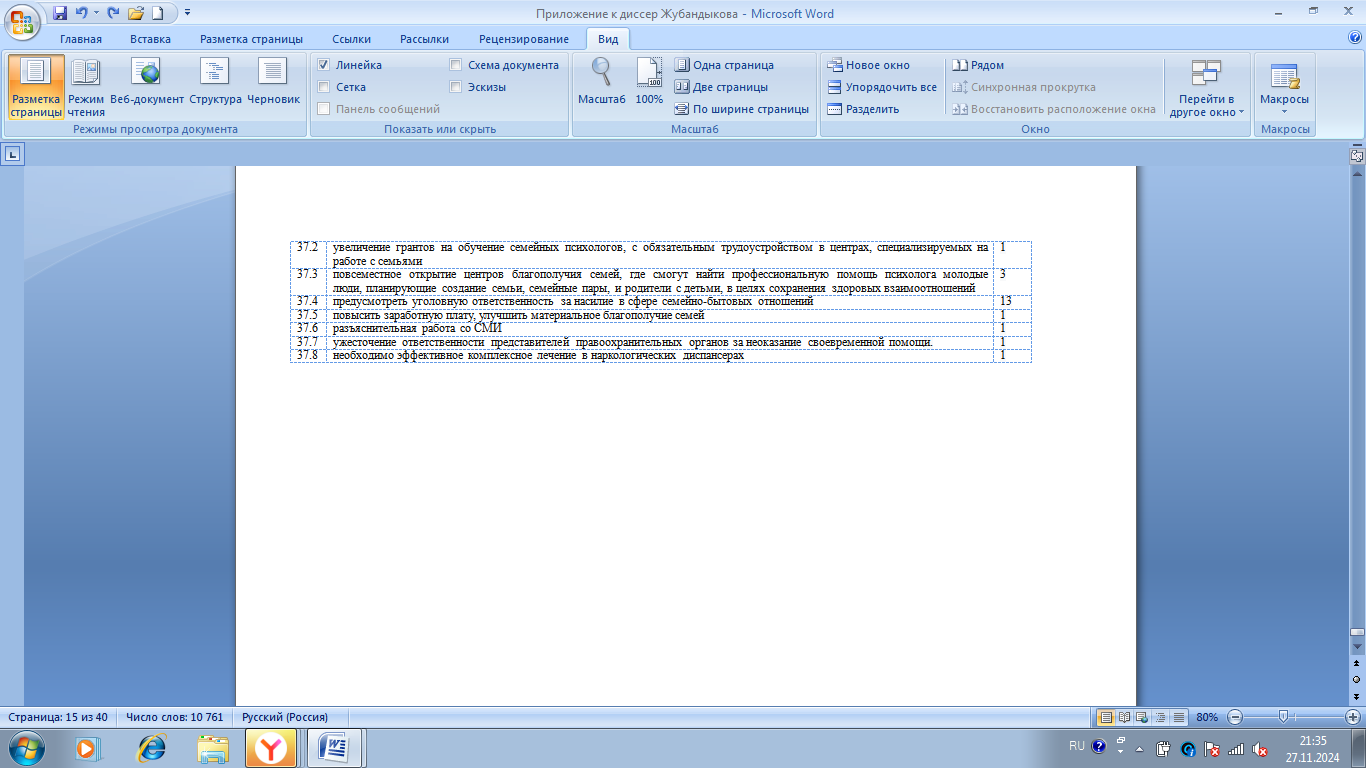 Приложение к диссер Жубандыкова - Microsoft Word
Главная Вставка Разметка страницы Ссылки Рассылки Рецензирование Вид
Линейка Схема документа Одна страница Новое окно Рядом
Сетка Эскизы Две страницы Упорядочить все Синхронная прокрутка
Панель сообщений По ширине страницы Разделить Восстановить расположение окна
Разметка страницы Режим чтения Веб-документ Структура Черновик Масштаб 100% Перейти в другое окно Макросы
Режимы просмотра документа Показать или скрыть Масштаб Окно Макросы
37.2 увеличение грантов на обучение семейных психологов, с обязательным трудоустройством в центрах, специализируемых на 1
работе с семьями
37.3 повсеместное открытие центров благополучия семей, где смогут найти профессиональную помощь психолога молодые 3
люди, планирующие создание семьи, семейные пары, и родители с детьми, в целях сохранения здоровых взаимоотношений
37.4 предусмотреть уголовную ответственность за насилие в сфере семейно-бытовых отношений 13
37.5 повысить заработную плату, улучшить материальное благополучие семей 1
37.6 разъяснительная работа со СМИ 1
37.7 ужесточение ответственности представителей правоохранительных органов за неоказание своевременной помощи. 1
37.8 необходимо эффективное комплексное лечение в наркологических диспансерах 1
Страница: 15 из 40 Число слов: 10 761 Русский (Россия) 80%
RU 21:35
27.11.2024